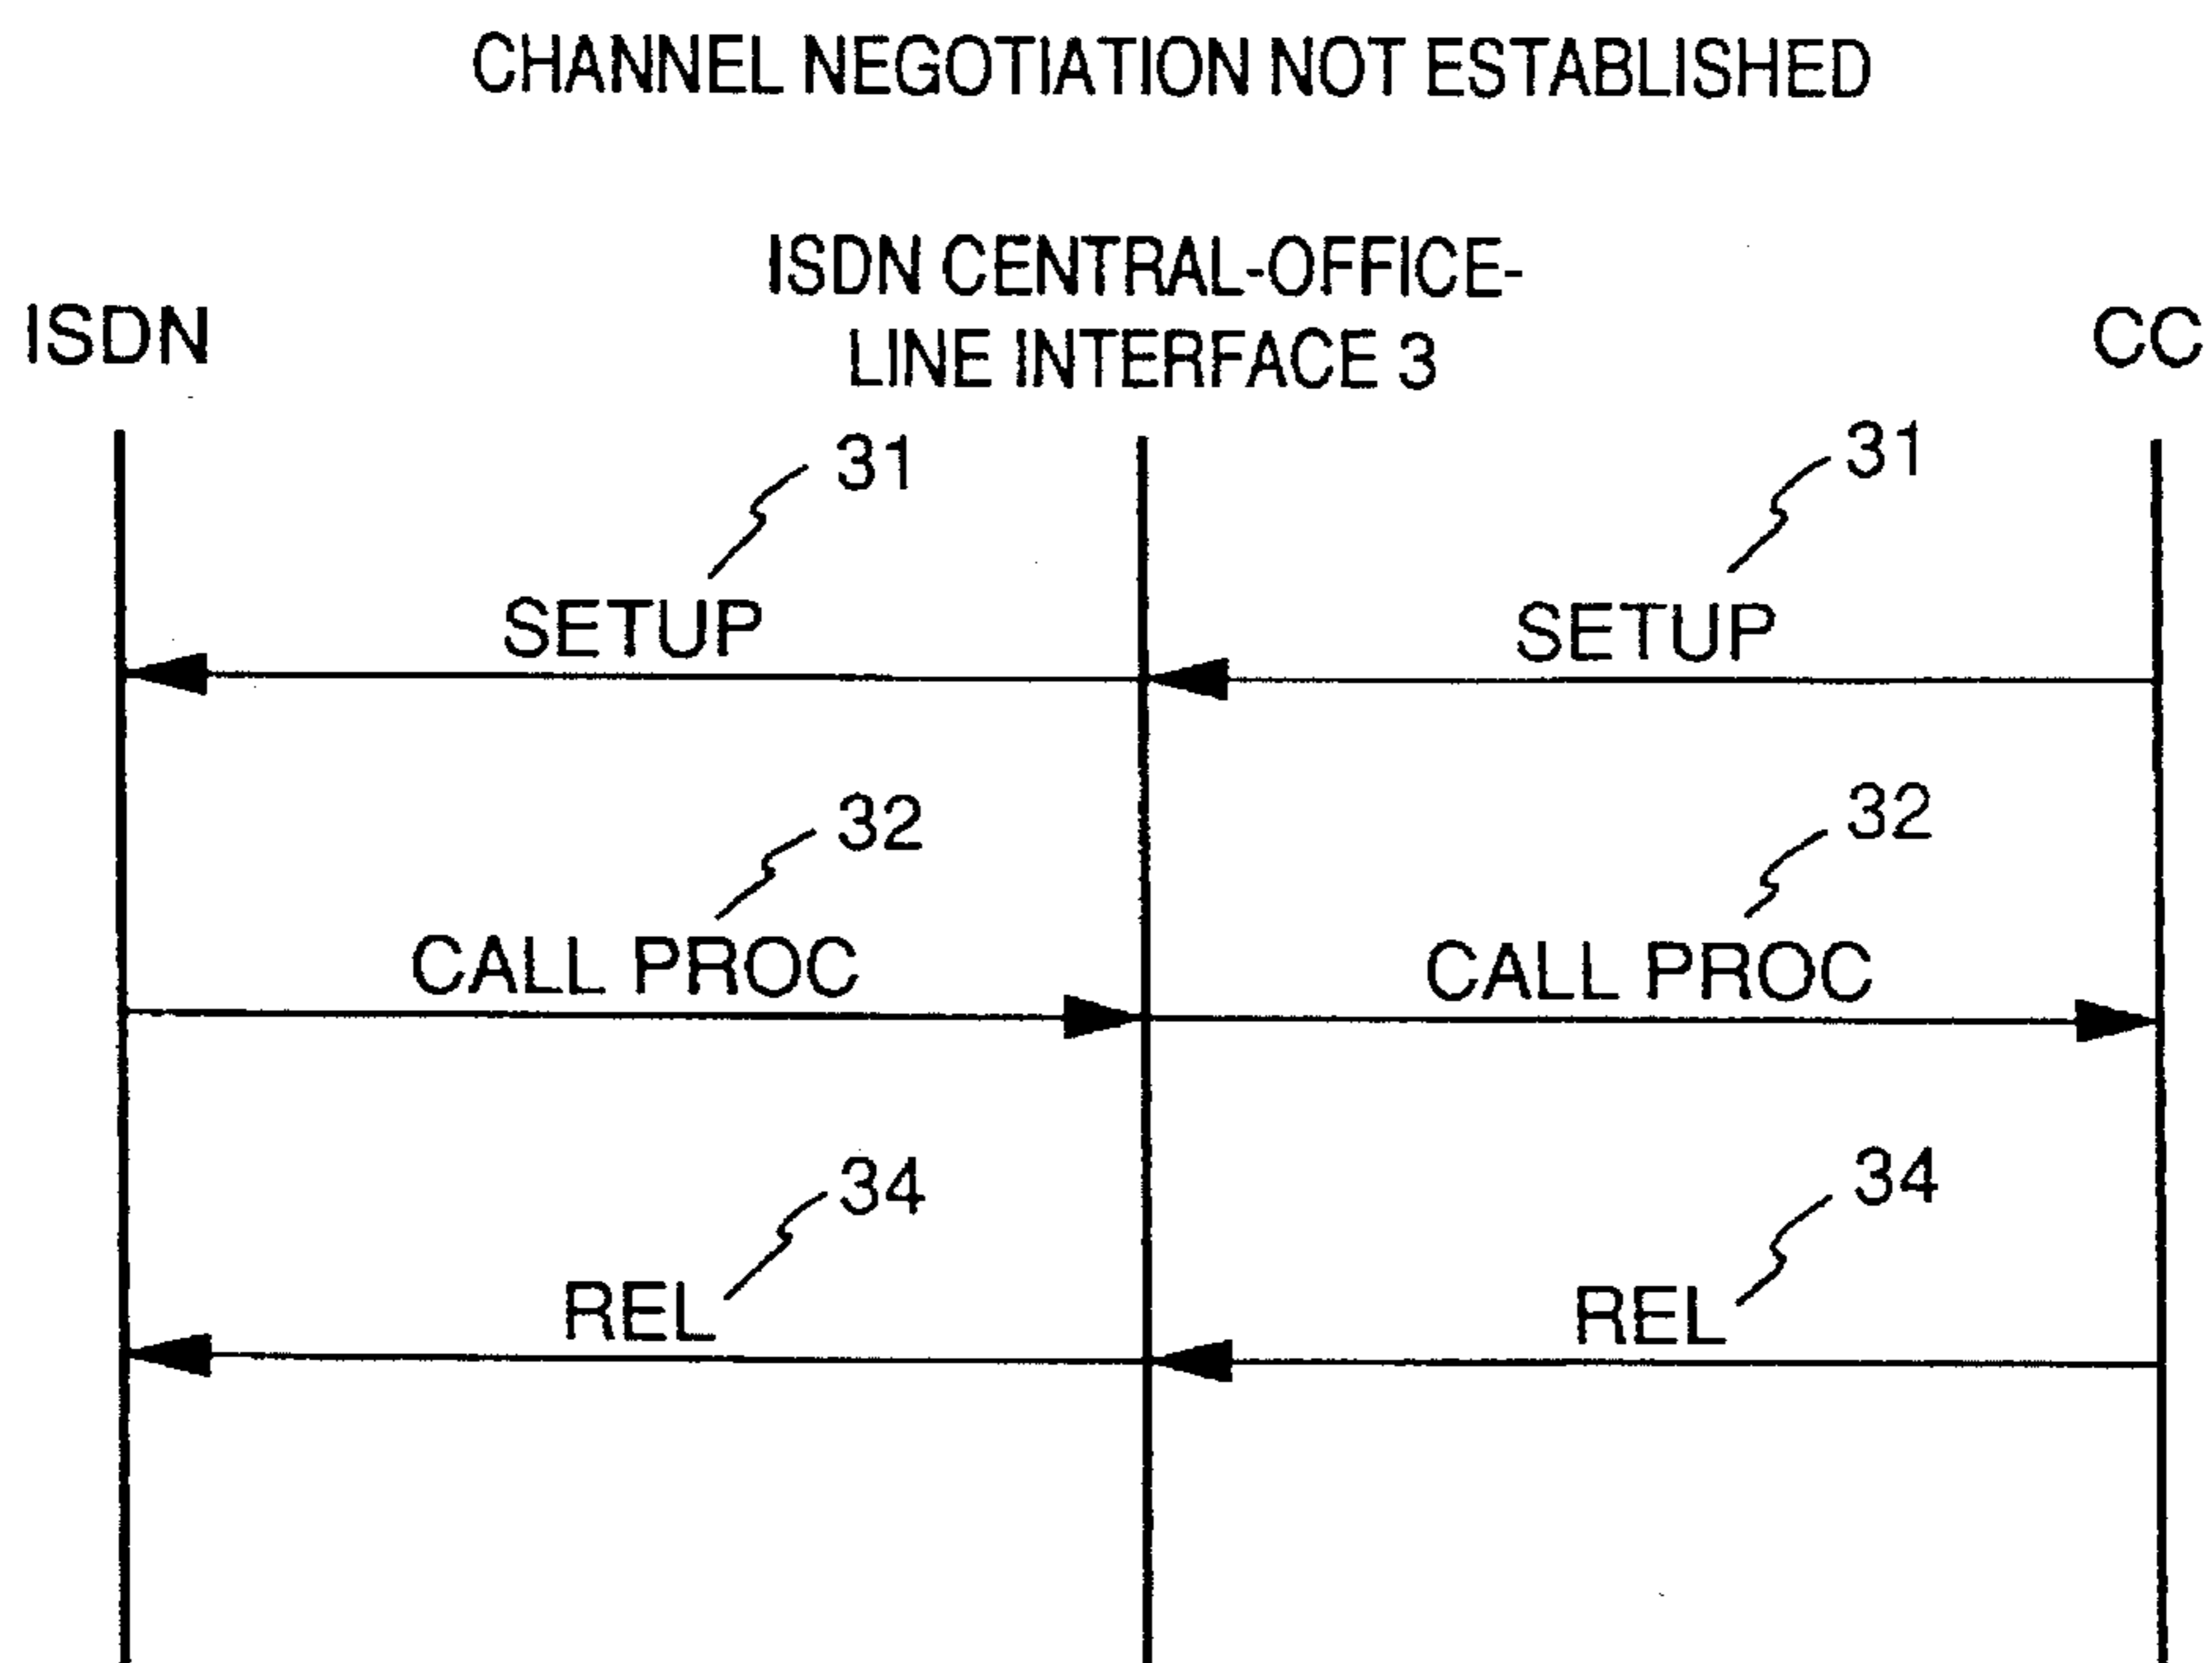 CHANNEL NEGOTIATION NOT ESTABLISHED
ISDN
ISDN CENTRAL-OFFICE-
LINE INTERFACE 3
CC
31
31
SETUP
SETUP
32
32
CALL PROC
CALL PROC
34
34
REL
REL